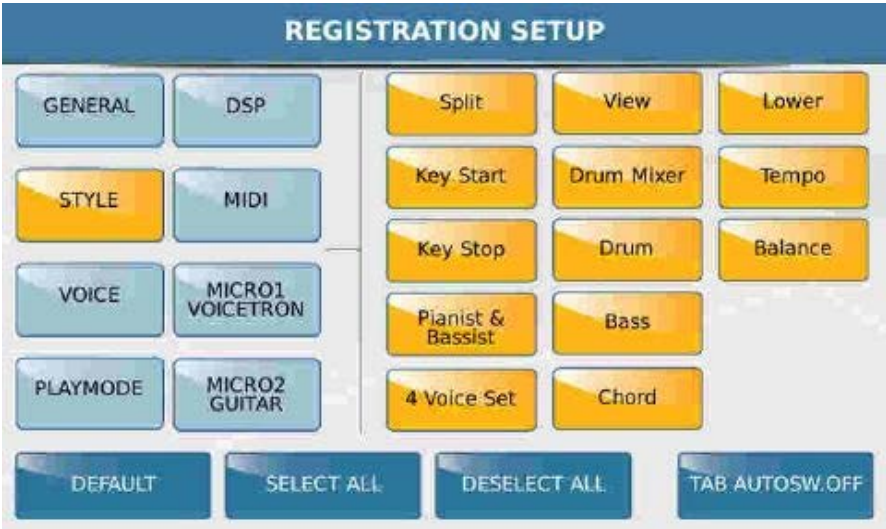 REGISTRATION SETUP
GENERAL
DSP
STYLE
MIDI
VOICE
MICRO1
VOICETRON
PLAYMODE
MICRO2
GUITAR
Split
View
Lower
Key Start
Drum Mixer
Tempo
Key Stop
Drum
Balance
Pianist &
Bassist
Bass
4 Voice Set
Chord
DEFAULT
SELECT ALL
DESELECT ALL
TAB AUTOSW.OFF